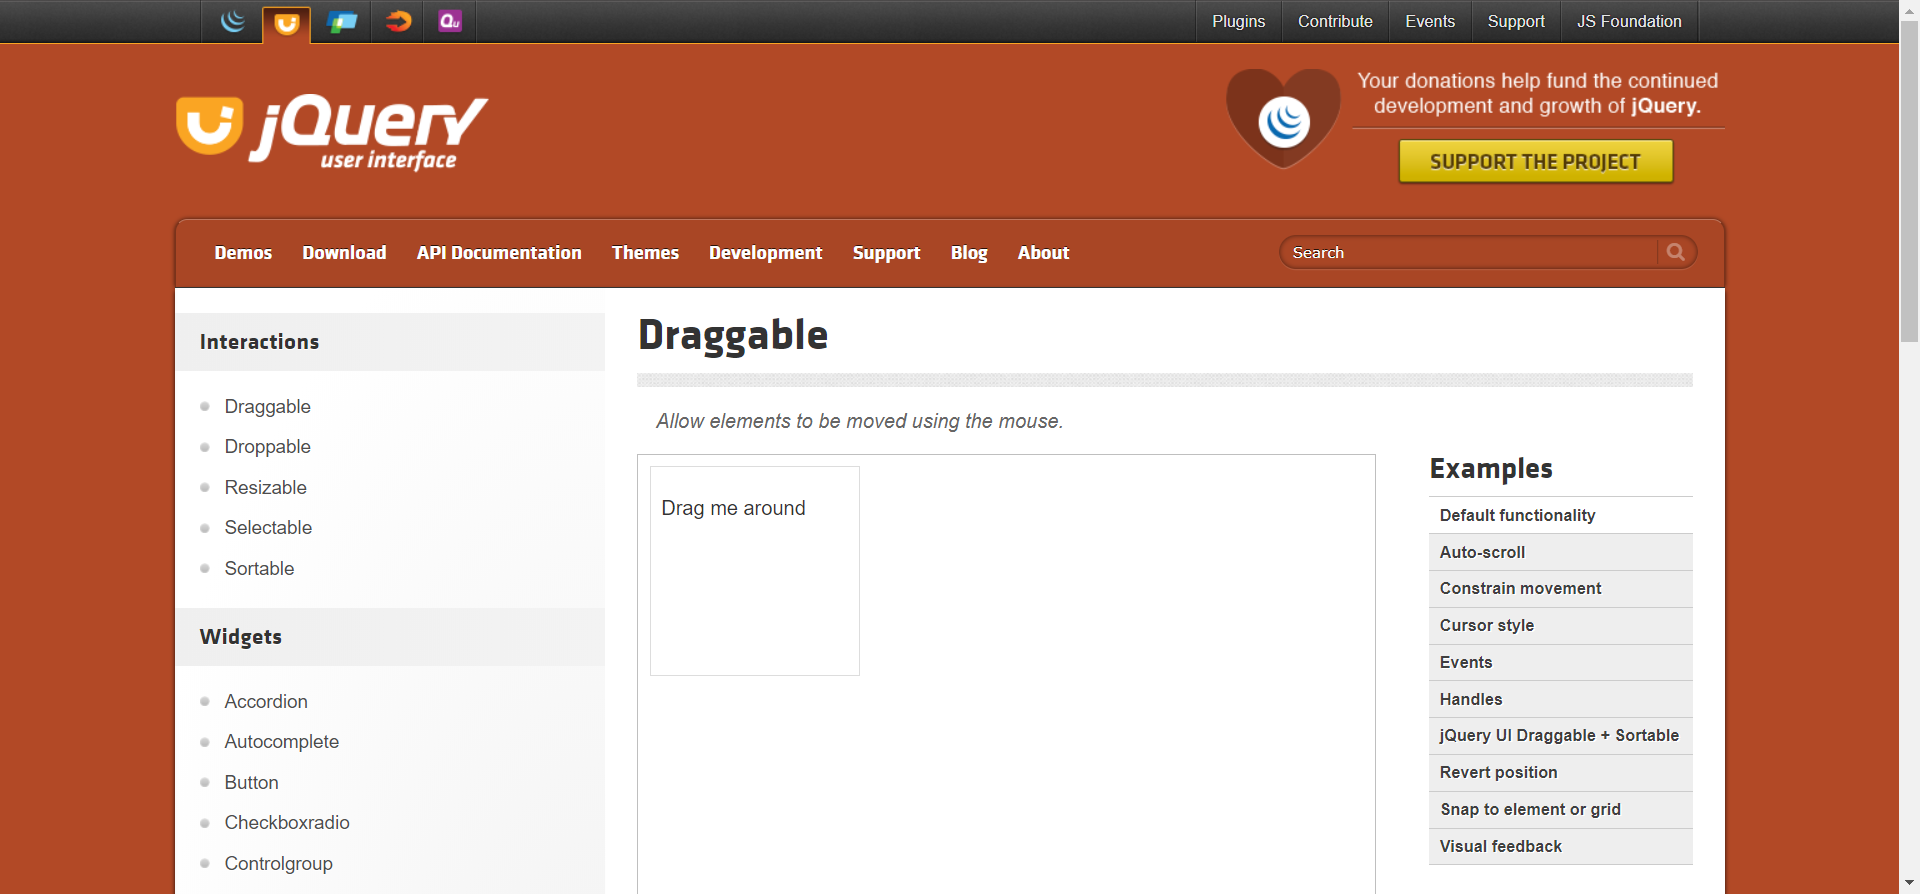 Qu
Plugins
Contribute
Events
Support
JS Foundation
jQuery
user interface
Your donations help fund the continued
development and growth of jQuery.
SUPPORT THE PROJECT
Demos
Download
API Documentation
Themes
Development
Support
Blog
About
Search
Interactions
Draggable
Droppable
Resizable
Selectable
Sortable
Widgets
Accordion
Autocomplete
Button
Checkboxradio
Controlgroup
Draggable
Allow elements to be moved using the mouse.
Drag me around
Examples
Default functionality
Auto-scroll
Constrain movement
Cursor style
Events
Handles
jQuery UI Draggable + Sortable
Revert position
Snap to element or grid
Visual feedback